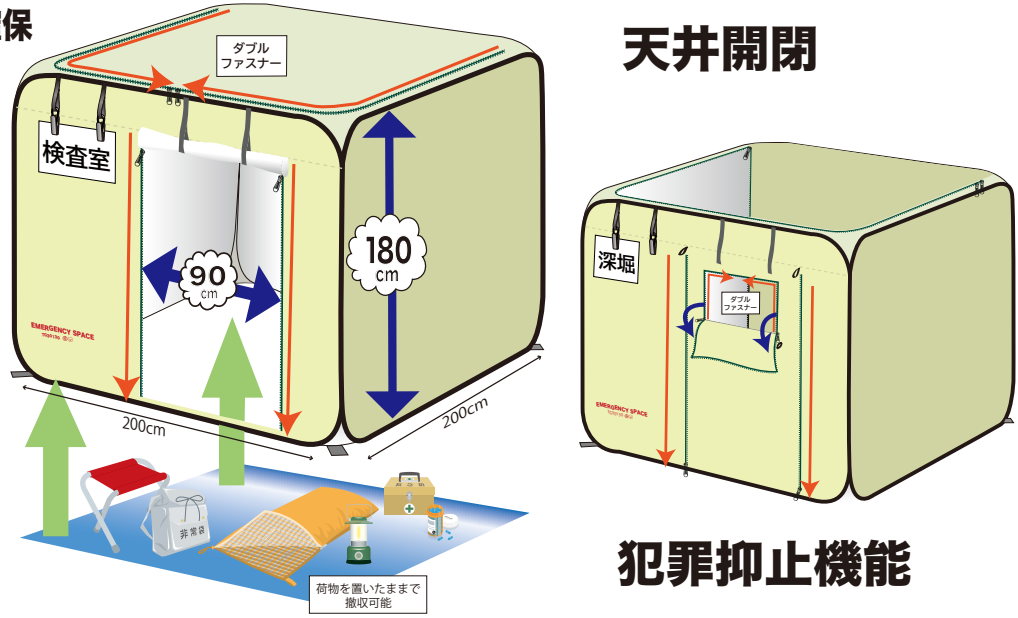 保
天井開閉
ダブル
ファスナー
検査室
180
cm
90
cm
EMERGENCY SPACE
200cm
200cm
非常袋
荷物を置いたままで
撤収可能
深堀
ダブル
ファスナー
EMERGENCY SPACE
犯罪抑止機能